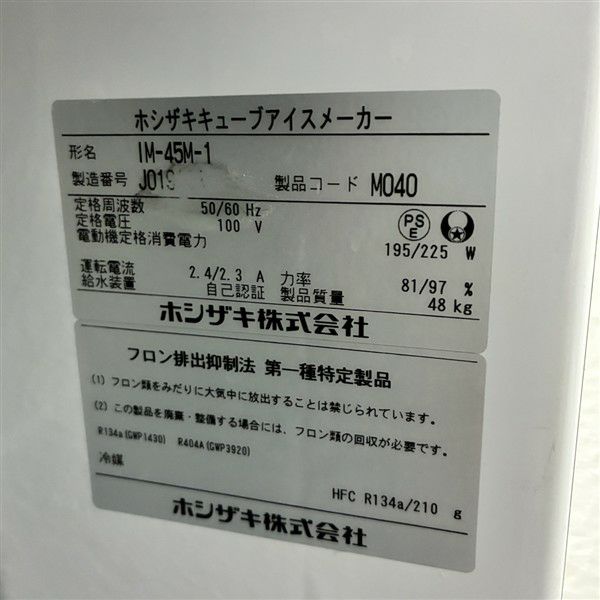 ホシザキキューブアイスメーカー
形名 IM-45M-1
製造番号 J01 製品コード M040
定格周波数 50/60 Hz
定格電圧 100 V
PS E
電動機定格消費電力 195/225 W
運転電流 2.4/2.3 A 力率 81/97 %
給水装置 自己認証 製品質量 48 kg
ホシザキ株式会社
フロン排出抑制法 第一種特定製品
(1) フロン類をみだりに大気中に放出することは禁じられています。
(2) この製品を廃棄・整備する場合には、フロン類の回収が必要です。
R134a(GWP1430) R404A(GWP3920)
冷媒 HFC R134a/210 g
ホシザキ株式会社